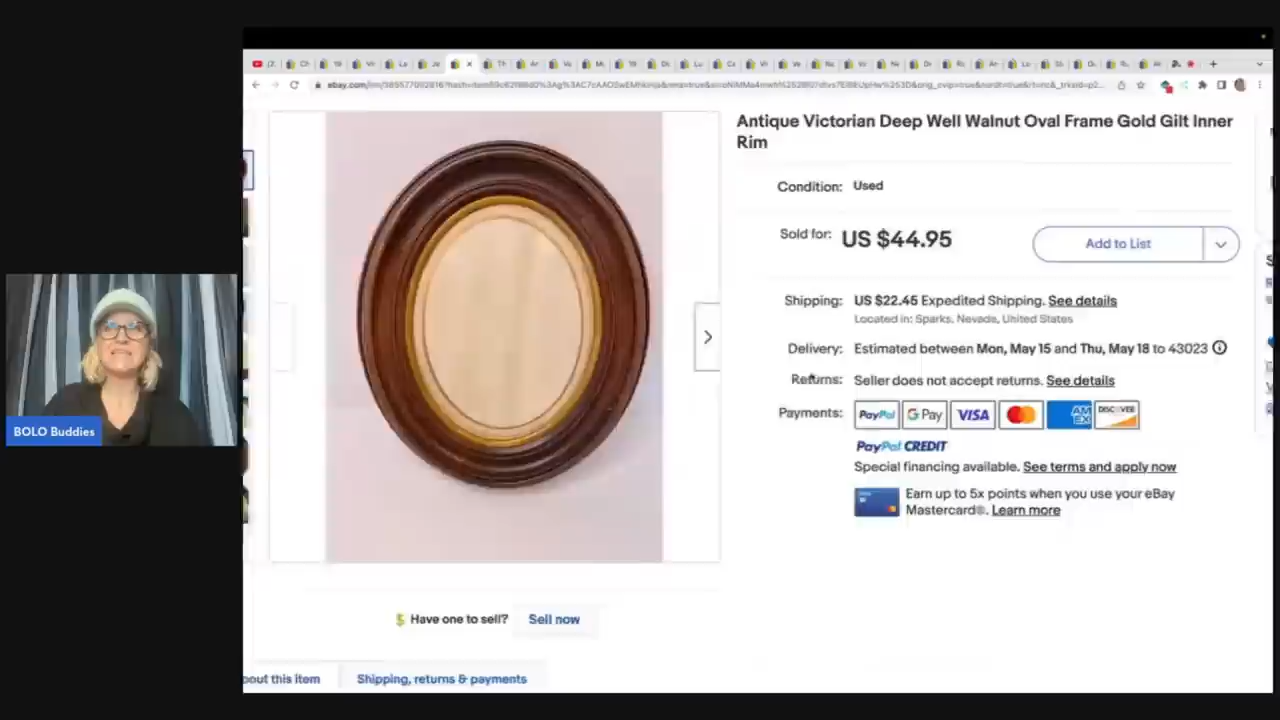 Antique Victorian Deep Well Walnut Oval Frame Gold Gilt Inner
Rim
Condition: Used
Sold for: US $44.95
Add to List
Shipping: US $22.45 Expedited Shipping. See details
Located in: Sparks, Nevada, United States
Delivery: Estimated between Mon, May 15 and Thu, May 18 to 43023
Returns: Seller does not accept returns. See details
Payments: PayPal G Pay VISA MasterCard AM EX DISCOVER
PayPal CREDIT
Special financing available. See terms and apply now
Earn up to 5x points when you use your eBay
Mastercard®. Learn more
BOLO Buddies
Have one to sell? Sell now
bout this item
Shipping, returns & payments